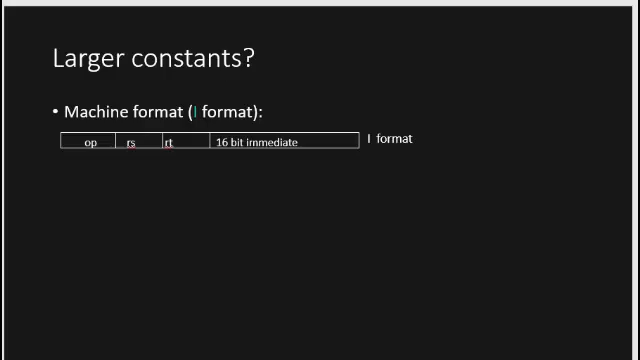 Larger constants?
• Machine format (I format):
op rs rt 16 bit immediate I format